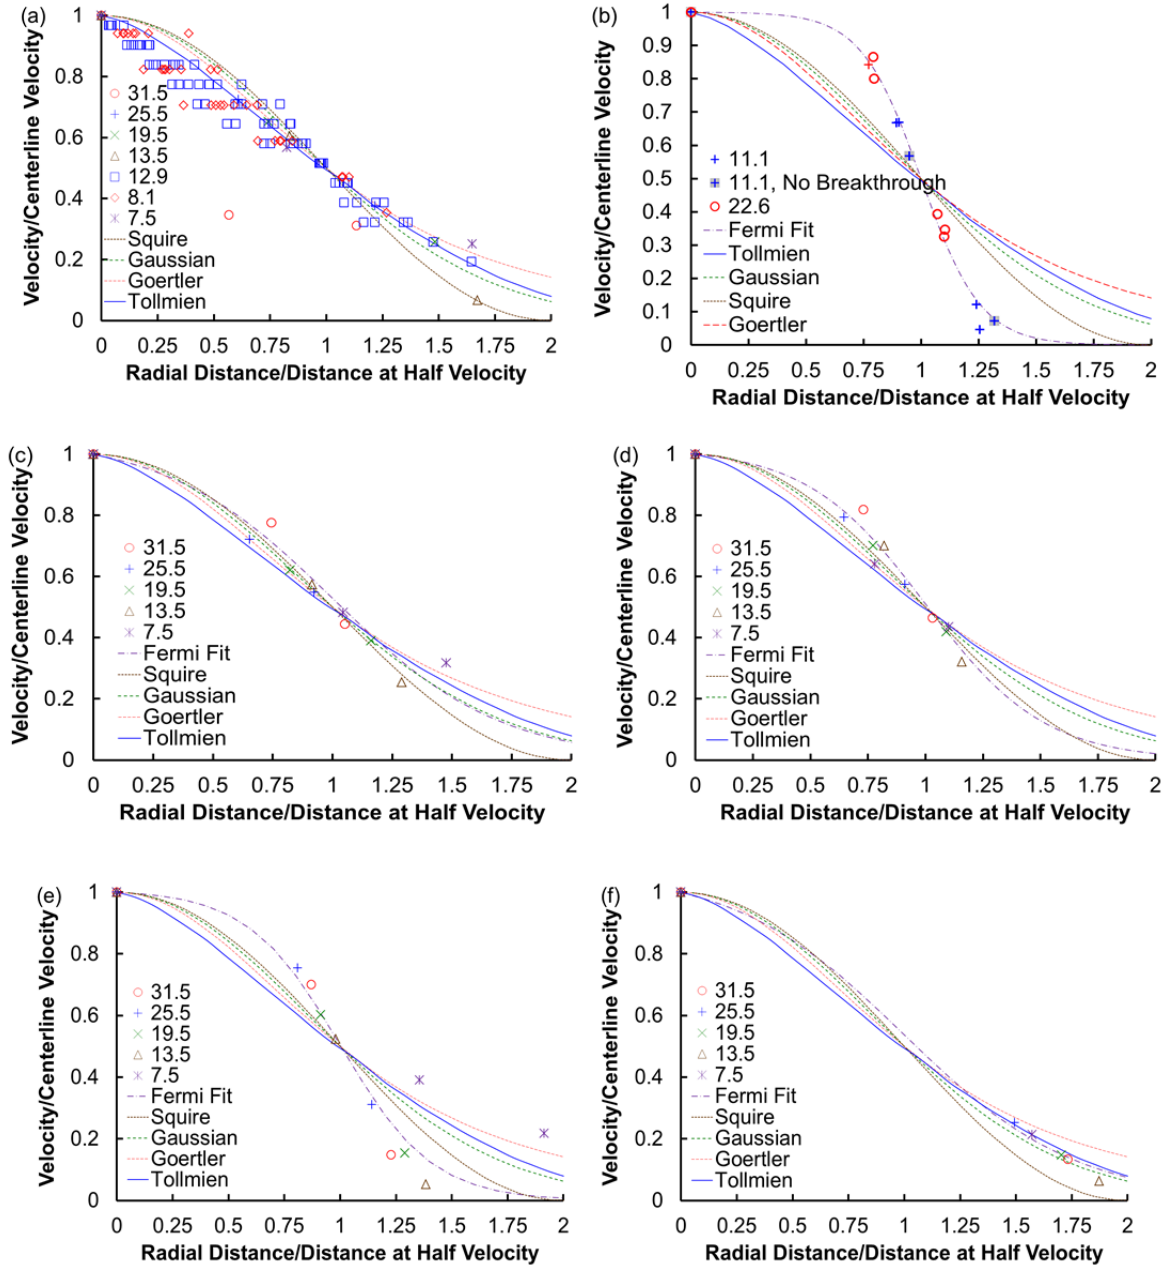 (a)
Velocity/Centerline Velocity
1
0.8
0.6
0.4
0.2
0
31.5
25.5
19.5
13.5
12.9
8.1
7.5
Squire
Gaussian
Goertler
Tollmien
0 0.25 0.5 0.75 1 1.25 1.5 1.75 2
Radial Distance/Distance at Half Velocity
(b)
Velocity/Centerline Velocity
1
0.9
0.8
0.7
0.6
0.5
0.4
0.3
0.2
0.1
0
11.1
11.1, No Breakthrough
22.6
Fermi Fit
Tollmien
Gaussian
Squire
Goertler
0 0.25 0.5 0.75 1 1.25 1.5 1.75 2
Radial Distance/Distance at Half Velocity
(c)
Velocity/Centerline Velocity
1
0.8
0.6
0.4
0.2
0
31.5
25.5
19.5
13.5
7.5
Fermi Fit
Squire
Gaussian
Goertler
Tollmien
0 0.25 0.5 0.75 1 1.25 1.5 1.75 2
Radial Distance/Distance at Half Velocity
(d)
Velocity/Centerline Velocity
1
0.8
0.6
0.4
0.2
0
31.5
25.5
19.5
13.5
7.5
Fermi Fit
Squire
Gaussian
Goertler
Tollmien
0 0.25 0.5 0.75 1 1.25 1.5 1.75 2
Radial Distance/Distance at Half Velocity
(e)
Velocity/Centerline Velocity
1
0.8
0.6
0.4
0.2
0
31.5
25.5
19.5
13.5
7.5
Fermi Fit
Squire
Gaussian
Goertler
Tollmien
0 0.25 0.5 0.75 1 1.25 1.5 1.75 2
Radial Distance/Distance at Half Velocity
(f)
Velocity/Centerline Velocity
1
0.8
0.6
0.4
0.2
0
31.5
25.5
19.5
13.5
7.5
Fermi Fit
Squire
Gaussian
Goertler
Tollmien
0 0.25 0.5 0.75 1 1.25 1.5 1.75 2
Radial Distance/Distance at Half Velocity